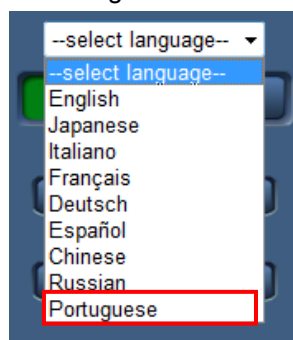 --select language--
--select language--
English
Japanese
Italiano
Français
Deutsch
Español
Chinese
Russian
Portuguese